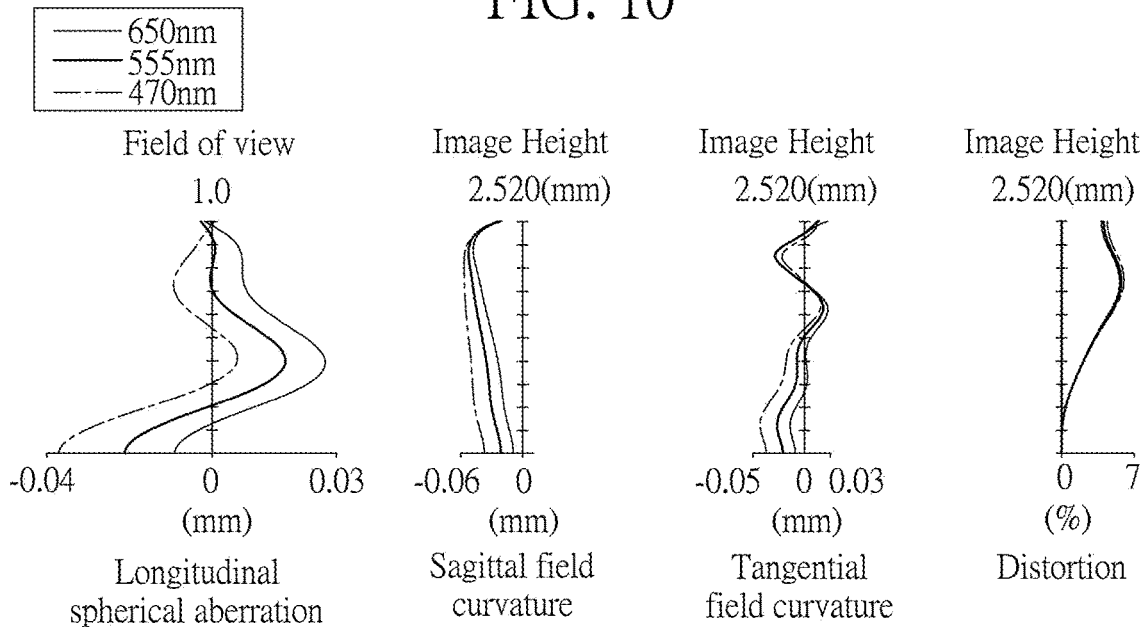 FIG. 10
650nm
555nm
470nm
Field of view
1.0
-0.04 0 0.03
(mm)
Longitudinal
spherical aberration
Image Height
2.520(mm)
-0.06 0
(mm)
Sagittal field
curvature
Image Height
2.520(mm)
-0.05 0 0.03
(mm)
Tangential
field curvature
Image Height
2.520(mm)
0 7
(%)
Distortion